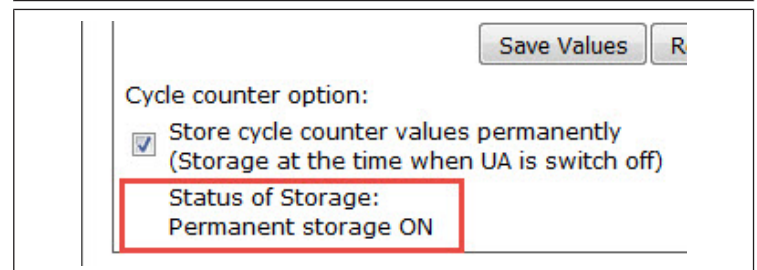 Save Values
Cycle counter option:
Store cycle counter values permanently
(Storage at the time when UA is switch off)
Status of Storage:
Permanent storage ON